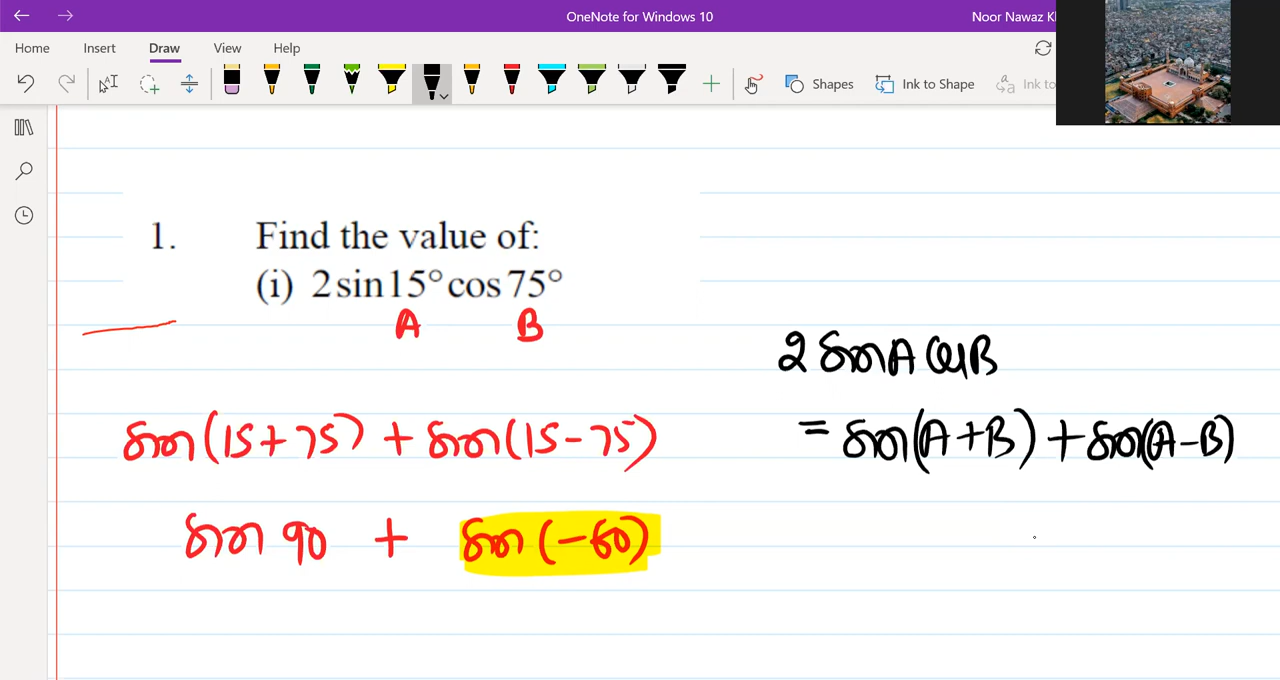 OneNote for Windows 10
Noor Nawaz Kh
Home Insert Draw View Help
Shapes Ink to Shape Ink to
1. Find the value of:
(i) 2 sin 15° cos 75°
A B
2 sin A cos B
= sin(A+B) + sin(A-B)
sin(15+75) + sin(15-75)
sin 90 + sin(-60)